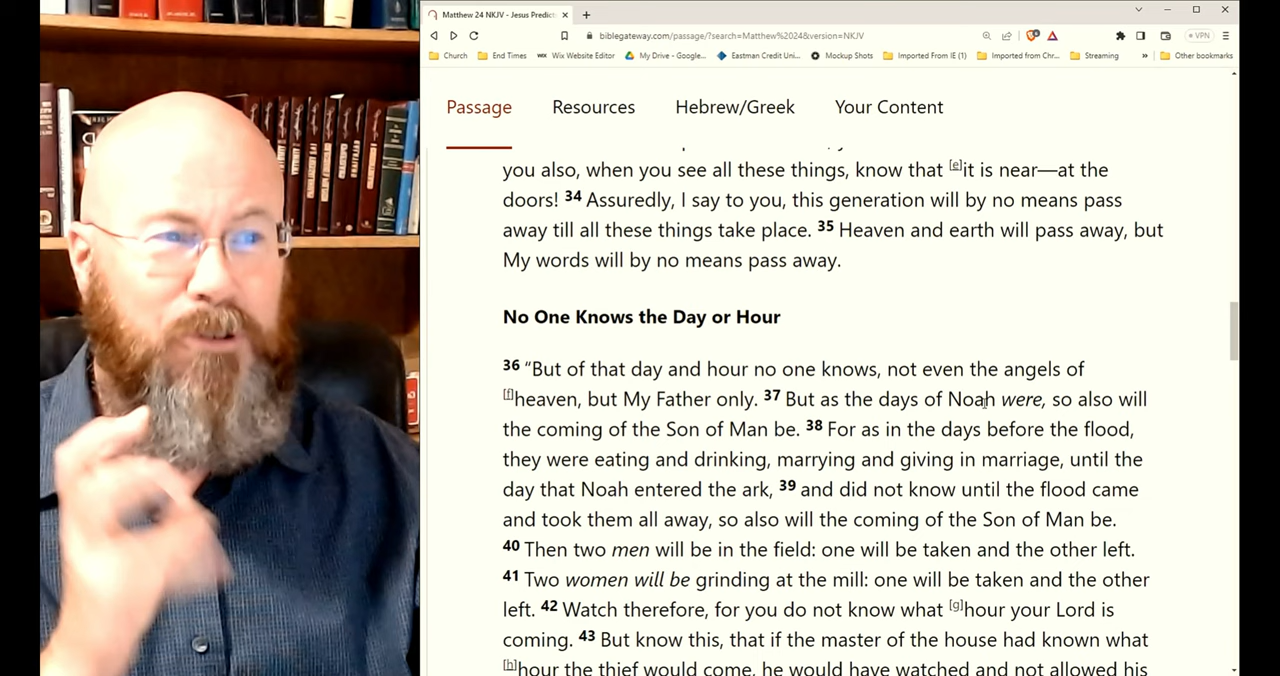 Matthew 24 NKJV - Jesus Predict
biblegateway.com/passage/?search=Matthew%2024&version=NKJV
VPN
Church End Times Wix Website Editor My Drive - Google... Eastman Credit Uni... Mockup Shots Imported From IE (1) Imported from Chr... Streaming » Other bookmarks
Passage Resources Hebrew/Greek Your Content
you also, when you see all these things, know that [e]it is near—at the
doors! 34 Assuredly, I say to you, this generation will by no means pass
away till all these things take place. 35 Heaven and earth will pass away, but
My words will by no means pass away.
No One Knows the Day or Hour
36 “But of that day and hour no one knows, not even the angels of
[f]heaven, but My Father only. 37 But as the days of Noah were, so also will
the coming of the Son of Man be. 38 For as in the days before the flood,
they were eating and drinking, marrying and giving in marriage, until the
day that Noah entered the ark, 39 and did not know until the flood came
and took them all away, so also will the coming of the Son of Man be.
40 Then two men will be in the field: one will be taken and the other left.
41 Two women will be grinding at the mill: one will be taken and the other
left. 42 Watch therefore, for you do not know what [g]hour your Lord is
coming. 43 But know this, that if the master of the house had known what
[h]hour the thief would come, he would have watched and not allowed his